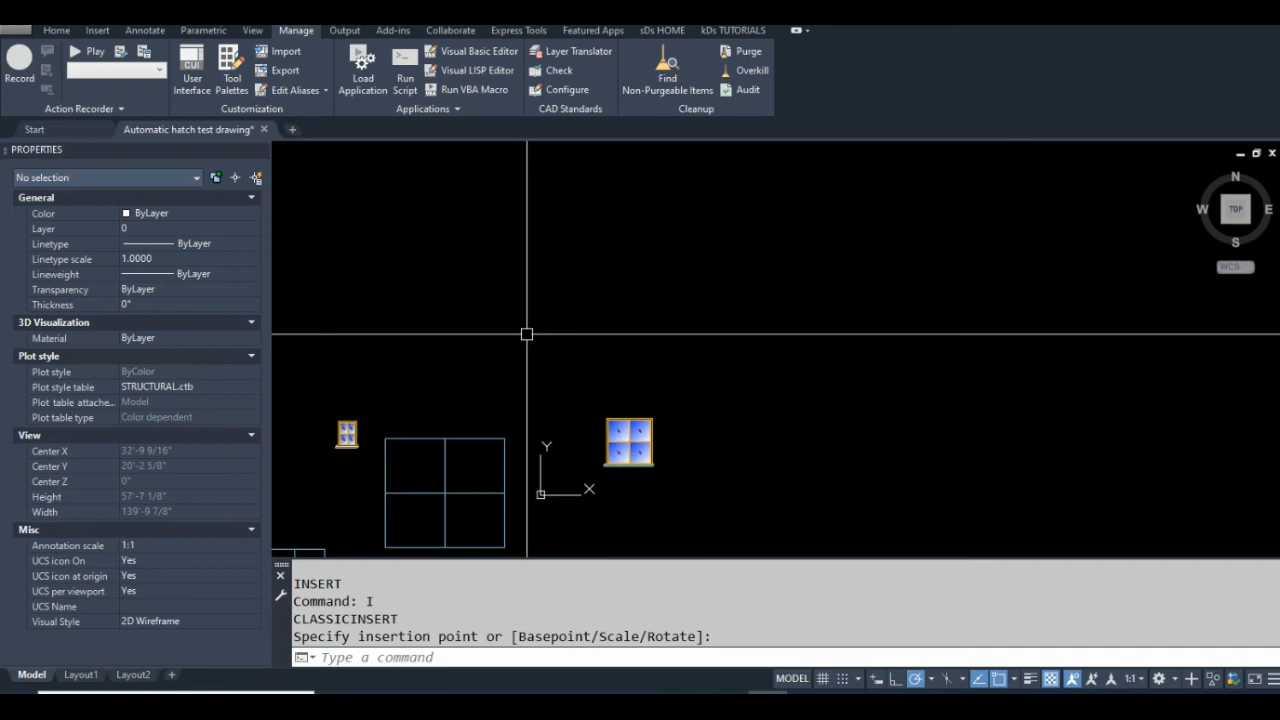 Home Insert Annotate Parametric View Manage Output Add-ins Collaborate Express Tools Featured Apps sDs HOME kDs TUTORIALS
Record
Play
Action Recorder
User Interface
Tool Palettes
Import
Export
Edit Aliases
Customization
Load Application
Run Script
Visual Basic Editor
Visual LISP Editor
Run VBA Macro
Applications
Layer Translator
Check
Configure
CAD Standards
Find Non-Purgeable Items
Purge
Overkill
Audit
Cleanup
Start Automatic hatch test drawing*
PROPERTIES
No selection
General
Color ByLayer
Layer 0
Linetype ByLayer
Linetype scale 1.0000
Lineweight ByLayer
Transparency ByLayer
Thickness 0"
3D Visualization
Material ByLayer
Plot style
Plot style ByColor
Plot style table STRUCTURAL.ctb
Plot table attache... Model
Plot table type Color dependent
View
Center X 32'-9 9/16"
Center Y 20'-2 5/8"
Center Z 0"
Height 57'-7 1/8"
Width 139'-9 7/8"
Misc
Annotation scale 1:1
UCS icon On Yes
UCS icon at origin Yes
UCS per viewport Yes
UCS Name
Visual Style 2D Wireframe
N
W TOP E
S
WCS
Y
X
INSERT
Command: I
CLASSICINSERT
Specify insertion point or [Basepoint/Scale/Rotate]:
Type a command
Model Layout1 Layout2
MODEL 1:1